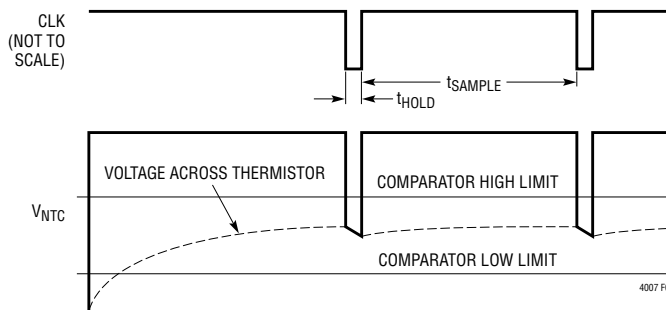 CLK
(NOT TO
SCALE)
tSAMPLE
tHOLD
VOLTAGE ACROSS THERMISTOR
COMPARATOR HIGH LIMIT
VNTC
COMPARATOR LOW LIMIT
4007 F